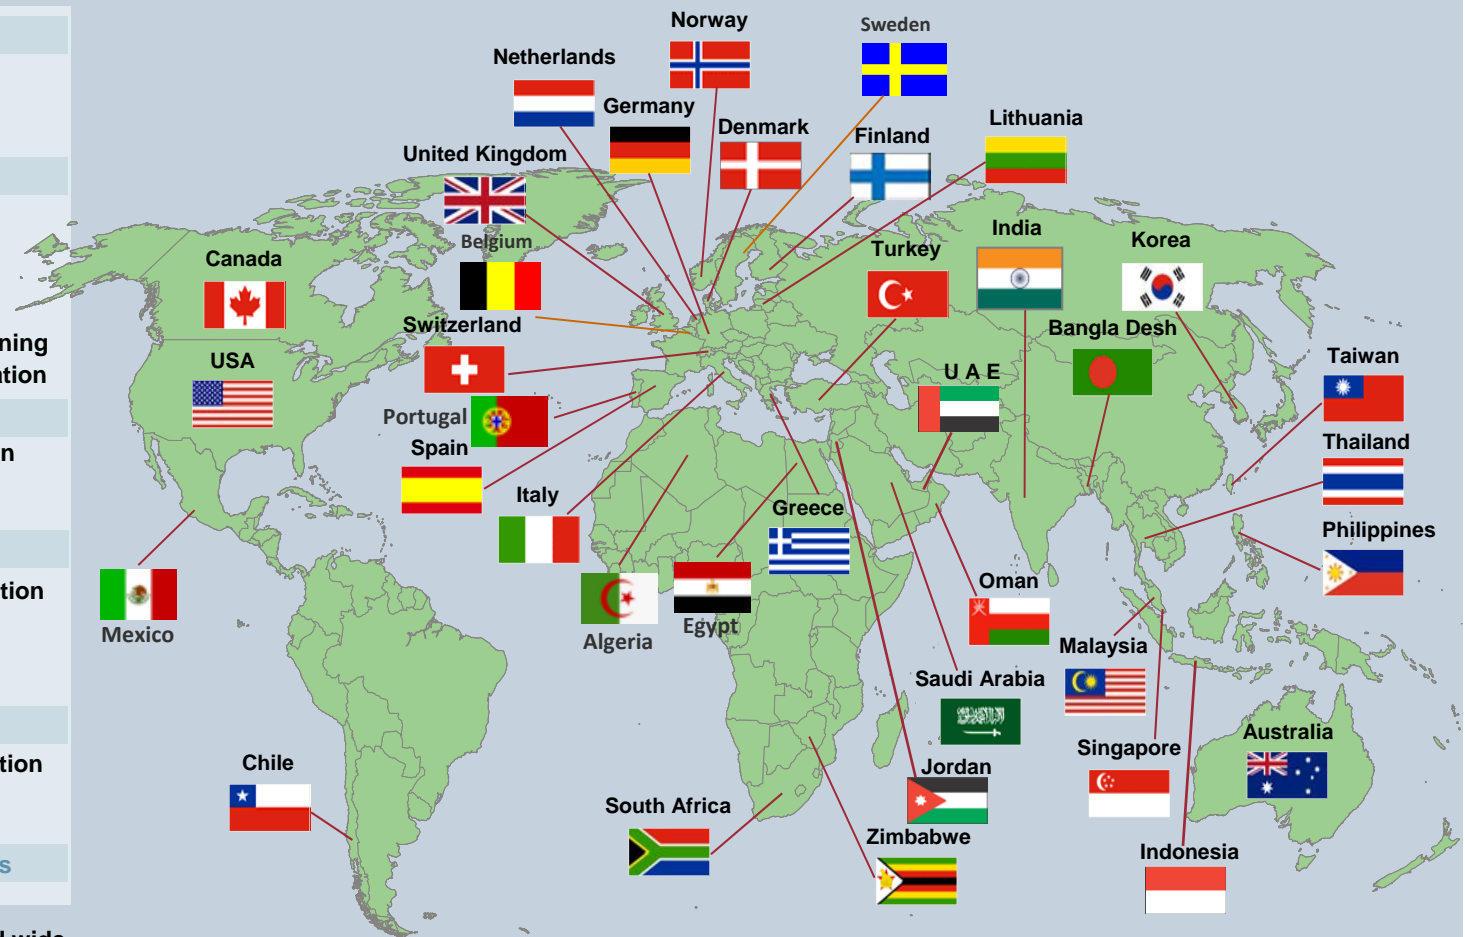 Norway
Sweden
Netherlands
Germany
Lithuania
Denmark
Finland
United Kingdom
India
Korea
Belgium
Turkey
Canada
Switzerland
Bangla Desh
ning
USA
Taiwan
U A E
ation
Portugal
Thailand
Spain
n
Italy
Greece
Philippines
Oman
tion
Mexico
Egypt
Algeria
Malaysia
Saudi Arabia
Australia
Singapore
Chile
tion
Jordan
South Africa
Zimbabwe
Indonesia
s
wide